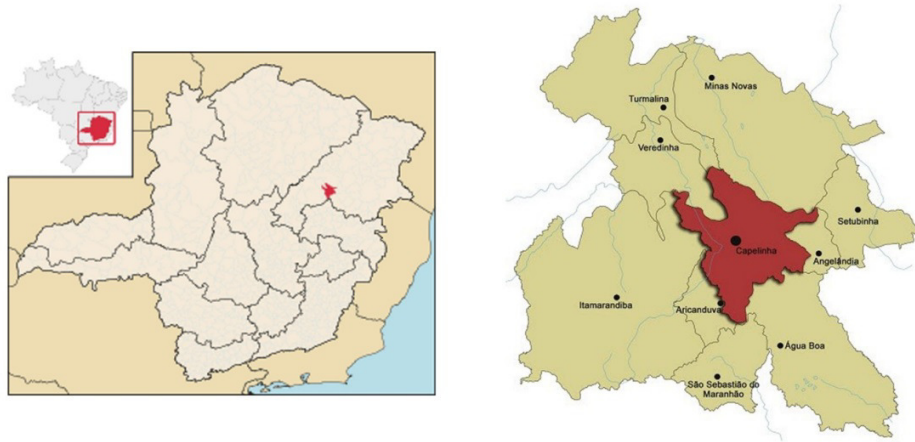 Minas Novas
Turmalina
Veredinha
Setubinha
Capelinha
Angelândia
Itamarandiba
Aricanduva
Água Boa
São Sebastião do
Maranhão